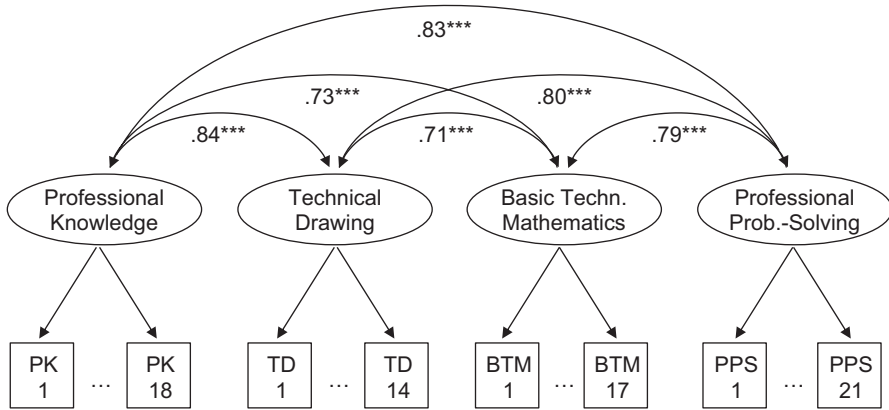 .83***
.73*** .80***
.84*** .71*** .79***
Professional Knowledge
Technical Drawing
Basic Techn. Mathematics
Professional Prob.-Solving
PK 1 … PK 18
TD 1 … TD 14
BTM 1 … BTM 17
PPS 1 … PPS 21